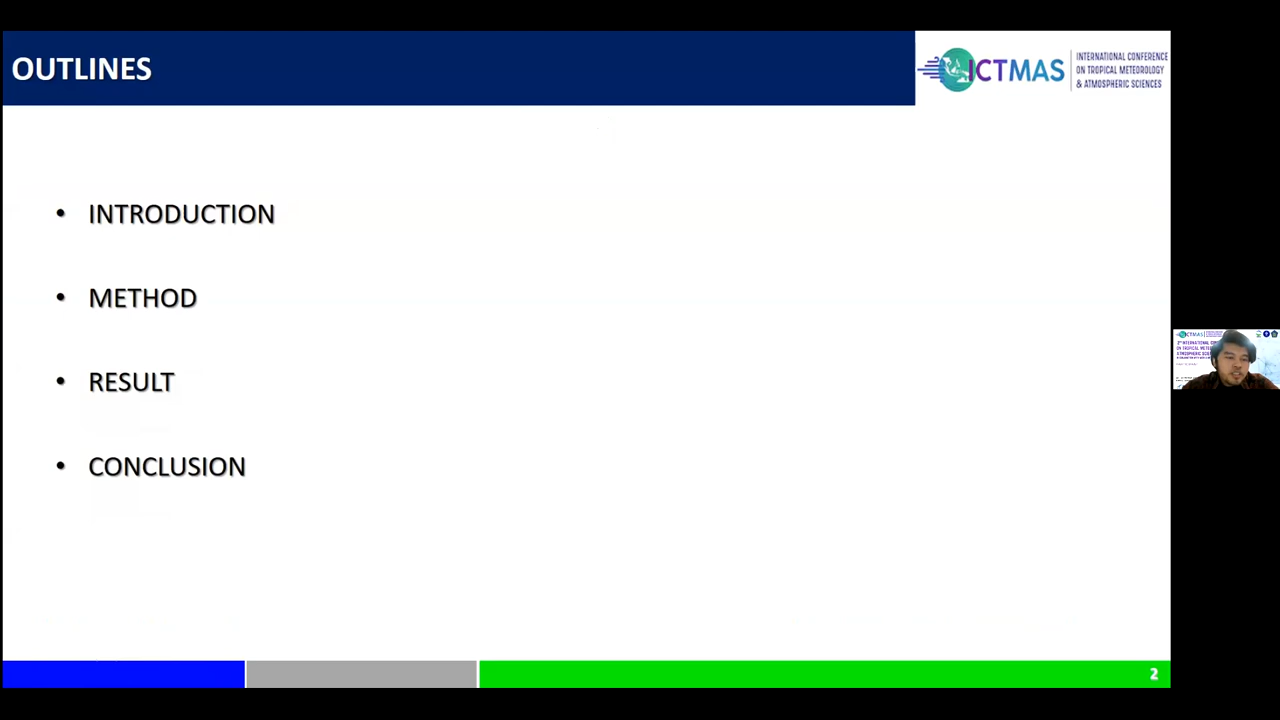 OUTLINES
ICTMAS
INTERNATIONAL CONFERENCE
ON TROPICAL METEOROLOGY
& ATMOSPHERIC SCIENCES
• INTRODUCTION
• METHOD
• RESULT
• CONCLUSION
2